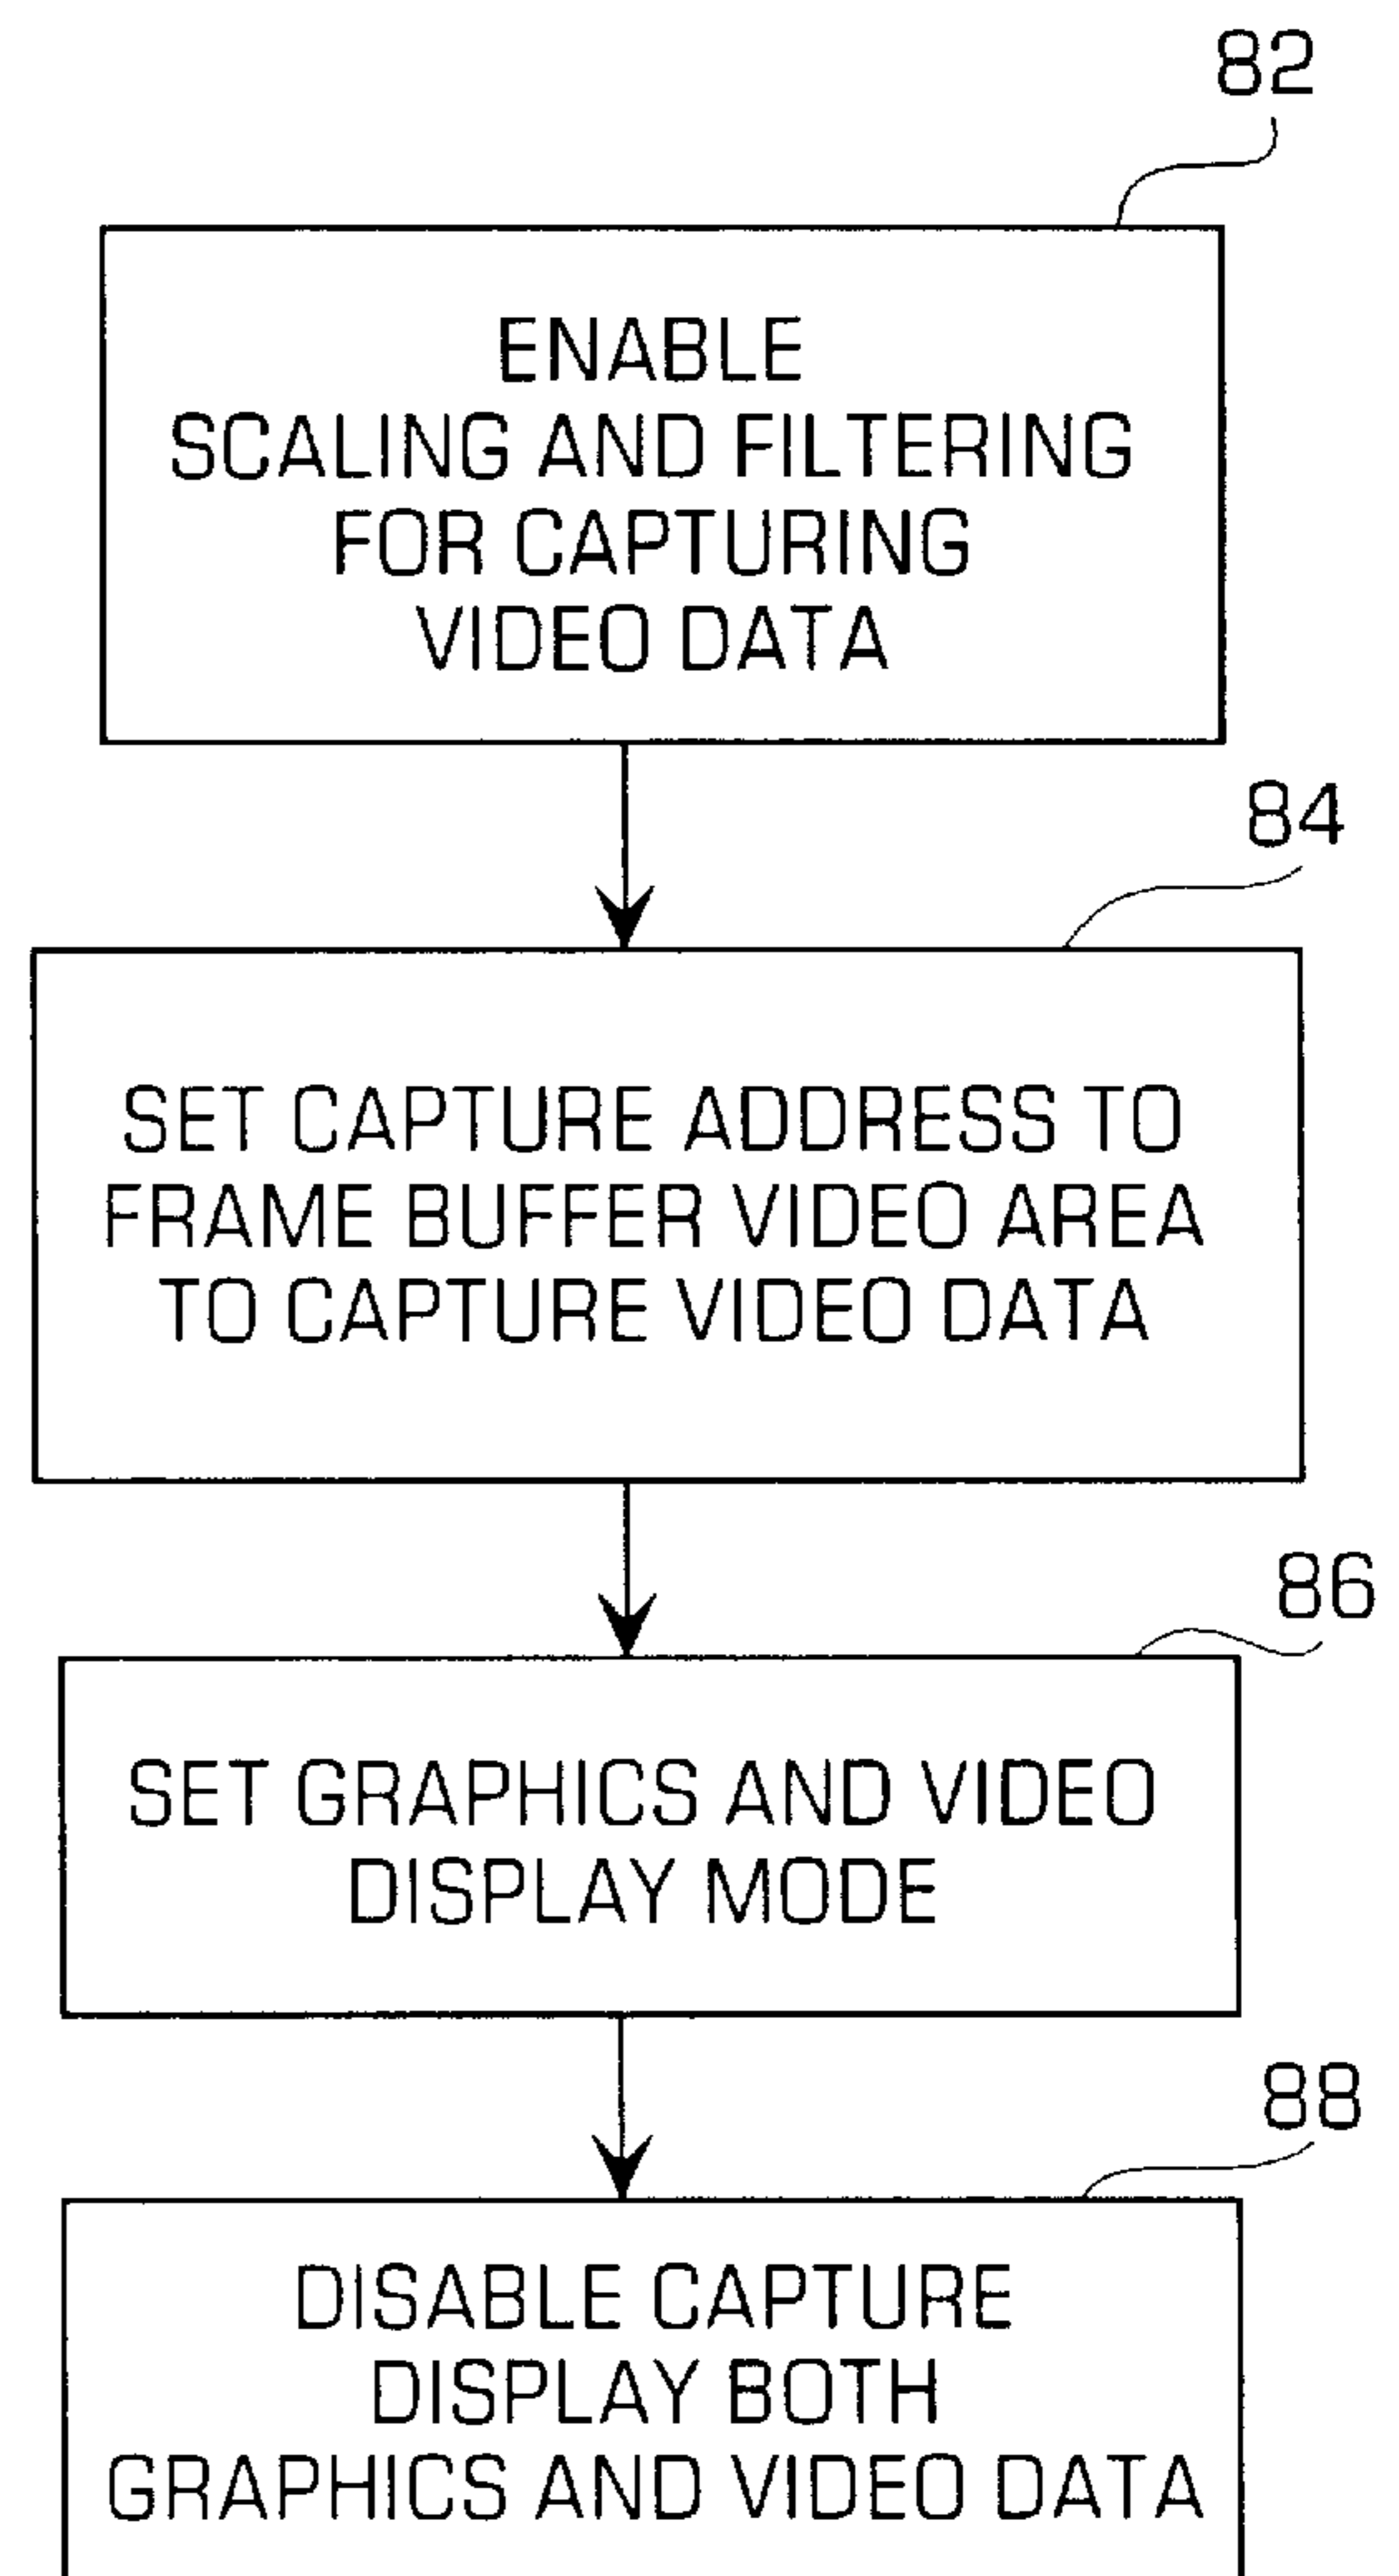 82
ENABLE
SCALING AND FILTERING
FOR CAPTURING
VIDEO DATA
84
SET CAPTURE ADDRESS TO
FRAME BUFFER VIDEO AREA
TO CAPTURE VIDEO DATA
86
SET GRAPHICS AND VIDEO
DISPLAY MODE
88
DISABLE CAPTURE
DISPLAY BOTH
GRAPHICS AND VIDEO DATA